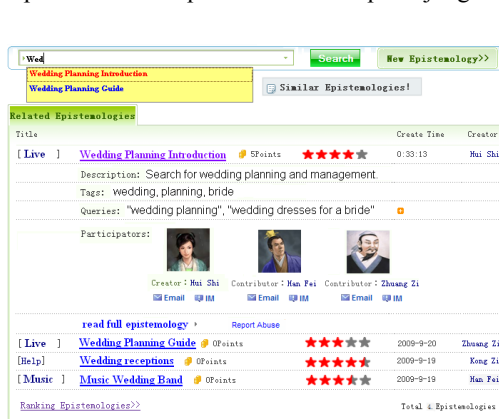 Wed
Search
New Epistemology>>
Wedding Planning Introduction
Wedding Planning Guide
Similar Epistemologies!
Related Epistemologies
Title Create Time Creator
[ Live ] Wedding Planning Introduction 5Points 0:33:13 Hui Shi
Description: Search for wedding planning and management.
Tags: wedding, planning, bride
Queries: "wedding planning", "wedding dresses for a bride"
Participators:
Creator : Hui Shi Contributor : Han Fei Contributor : Zhuang Zi
Email IM Email IM Email IM
read full epistemology Report Abuse
[ Live ] Wedding Planning Guide 0Points 2009-9-20 Zhuang Zi
[Help] Wedding receptions 0Points 2009-9-19 Kong Zi
[ Music ] Music Wedding Band 0Points 2009-9-19 Han Fei
Ranking Epistemologies>> Total 4 Epistemologies